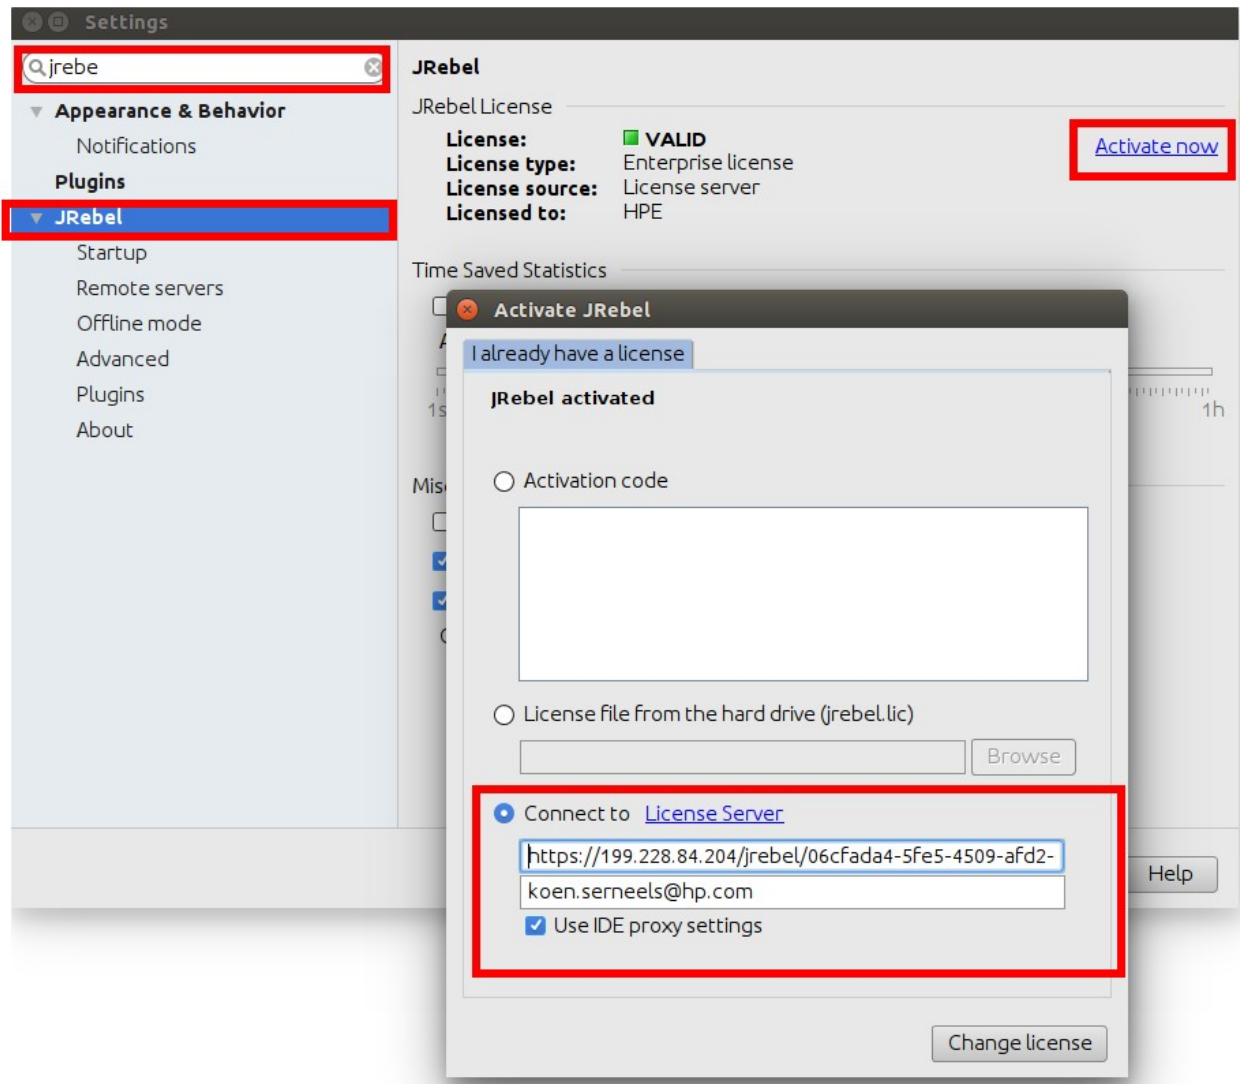 Settings
jrebe
Appearance & Behavior
Notifications
Plugins
JRebel
Startup
Remote servers
Offline mode
Advanced
Plugins
About
JRebel
JRebel License
License: VALID
License type: Enterprise license
License source: License server
Licensed to: HPE
Activate now
Time Saved Statistics
1h
Activate JRebel
I already have a license
JRebel activated
Activation code
License file from the hard drive (jrebel.lic)
Browse
Connect to License Server
https://199.228.84.204/jrebel/06cfada4-5fe5-4509-afd2-
koen.serneels@hp.com
Use IDE proxy settings
Change license
Help